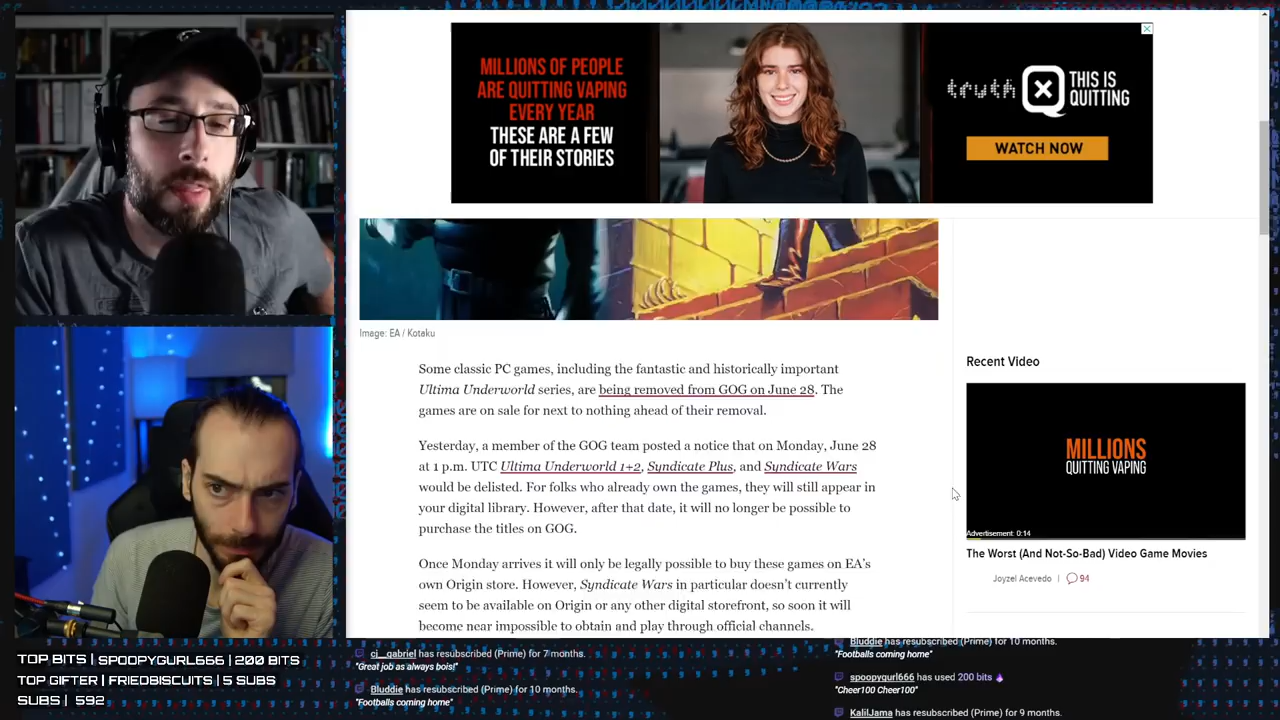 MILLIONS OF PEOPLE
ARE QUITTING VAPING
EVERY YEAR
THESE ARE A FEW
OF THEIR STORIES
truth
THIS IS
QUITTING
WATCH NOW
Image: EA / Kotaku
Some classic PC games, including the fantastic and historically important
Ultima Underworld series, are being removed from GOG on June 28. The
games are on sale for next to nothing ahead of their removal.
Yesterday, a member of the GOG team posted a notice that on Monday, June 28
at 1 p.m. UTC Ultima Underworld 1+2, Syndicate Plus, and Syndicate Wars
would be delisted. For folks who already own the games, they will still appear in
your digital library. However, after that date, it will no longer be possible to
purchase the titles on GOG.
Once Monday arrives it will only be legally possible to buy these games on EA's
own Origin store. However, Syndicate Wars in particular doesn't currently
seem to be available on Origin or any other digital storefront, so soon it will
become near impossible to obtain and play through official channels.
Recent Video
MILLIONS
QUITTING VAPING
Advertisement: 0:14
The Worst (And Not-So-Bad) Video Game Movies
Joyzel Acevedo | 94
TOP BITS | SPOOPYGURL666 | 200 BITS
TOP GIFTER | FRIEDBISCUITS | 5 SUBS
SUBS | 592
ej_gabriel has resubscribed (Prime) for 7 months.
"Great job as always bois!"
Bluddie has resubscribed (Prime) for 10 months.
"Footballs coming home"
Bluddie has resubscribed (Prime) for 10 months.
"Footballs coming home"
spoopygurl666 has used 200 bits
"Cheer100 Cheer100"
KalilJama has resubscribed (Prime) for 9 months.